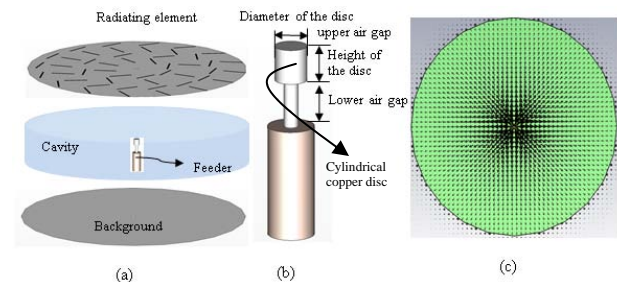 Radiating element
Cavity
Feeder
Background
(a)
Diameter of the disc
upper air gap
Height of
the disc
Lower air gap
Cylindrical
copper disc
(b)
(c)